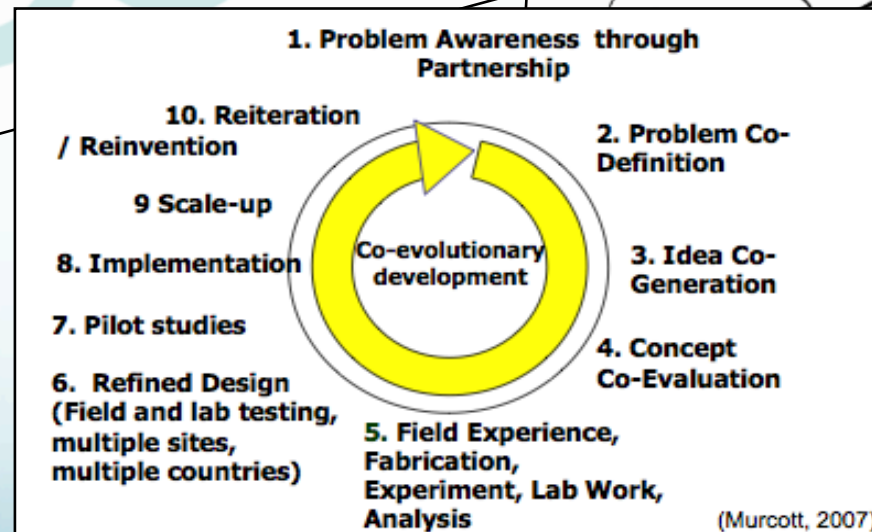 1. Problem Awareness through
Partnership
2. Problem Co-
Definition
3. Idea Co-
Generation
4. Concept
Co-Evaluation
5. Field Experience,
Fabrication,
Experiment, Lab Work,
Analysis
6. Refined Design
(Field and lab testing,
multiple sites,
multiple countries)
7. Pilot studies
8. Implementation
9 Scale-up
10. Reiteration
/ Reinvention
Co-evolutionary
development
(Murcott, 2007)